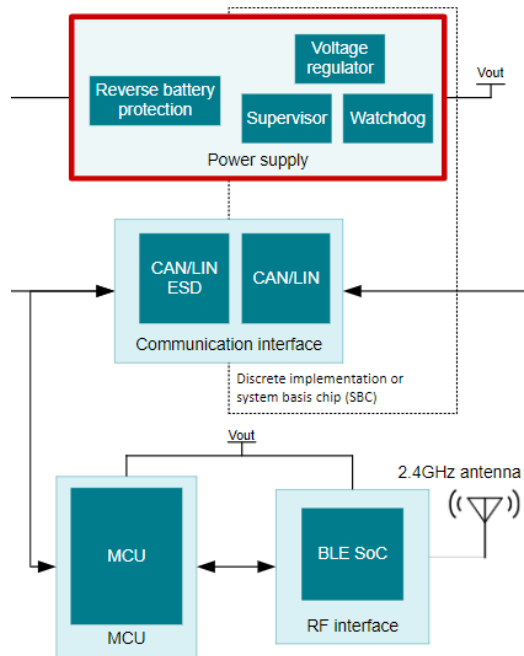 Voltage
regulator
Vout
Reverse battery
protection
Supervisor
Watchdog
Power supply
CAN/LIN
ESD
CAN/LIN
Communication interface
Discrete implementation or
system basis chip (SBC)
Vout
2.4GHz antenna
MCU
BLE SoC
MCU
RF interface